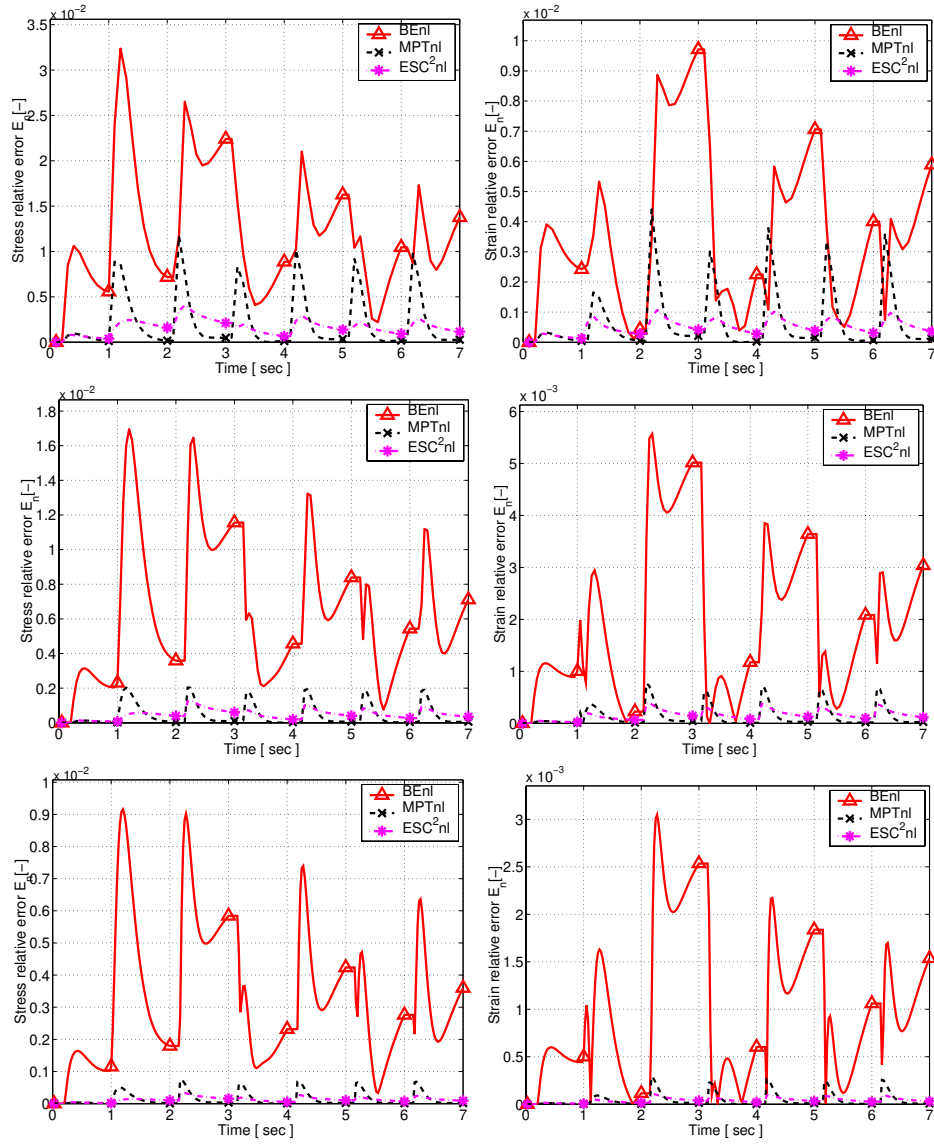 x 10⁻²
3.5
3
2.5
2
1.5
1
0.5
0
Stress relative error E_n[−]
BEnl
MPTnl
ESC²nl
0 1 2 3 4 5 6 7
Time [ sec ]
x 10⁻²
1
0.9
0.8
0.7
0.6
0.5
0.4
0.3
0.2
0.1
0
Strain relative error E_n[−]
BEnl
MPTnl
ESC²nl
0 1 2 3 4 5 6 7
Time [ sec ]
x 10⁻²
1.8
1.6
1.4
1.2
1
0.8
0.6
0.4
0.2
0
Stress relative error E_n[−]
BEnl
MPTnl
ESC²nl
0 1 2 3 4 5 6 7
Time [ sec ]
x 10⁻³
6
5
4
3
2
1
0
Strain relative error E_n[−]
BEnl
MPTnl
ESC²nl
0 1 2 3 4 5 6 7
Time [ sec ]
x 10⁻²
1
0.9
0.8
0.7
0.6
0.5
0.4
0.3
0.2
0.1
0
Stress relative error E_n[−]
BEnl
MPTnl
ESC²nl
0 1 2 3 4 5 6 7
Time [ sec ]
x 10⁻³
3
2.5
2
1.5
1
0.5
0
Strain relative error E_n[−]
BEnl
MPTnl
ESC²nl
0 1 2 3 4 5 6 7
Time [ sec ]